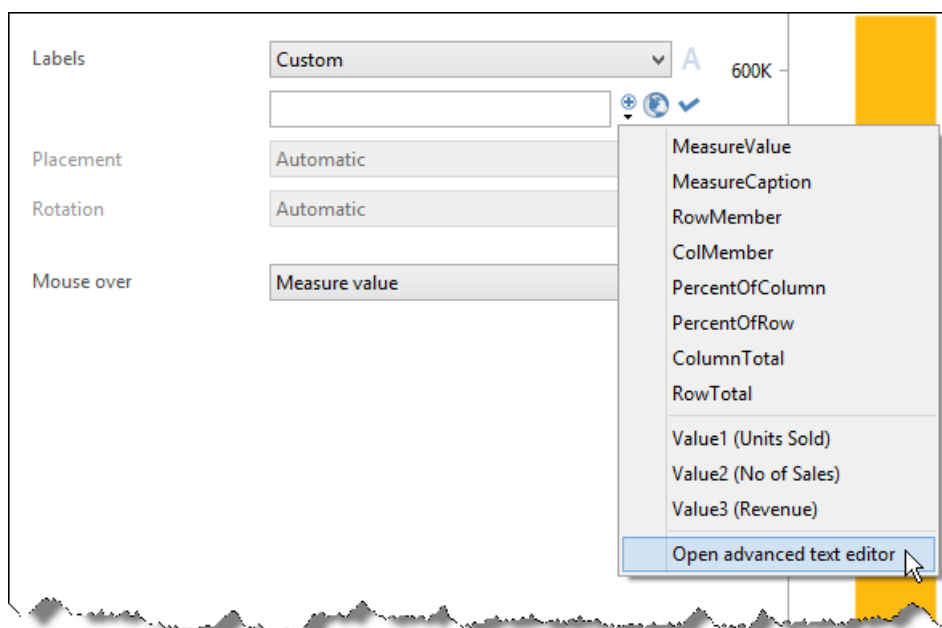 Labels
Custom
A
600K
Placement
Automatic
Rotation
Automatic
Mouse over
Measure value
MeasureValue
MeasureCaption
RowMember
ColMember
PercentOfColumn
PercentOfRow
ColumnTotal
RowTotal
Value1 (Units Sold)
Value2 (No of Sales)
Value3 (Revenue)
Open advanced text editor